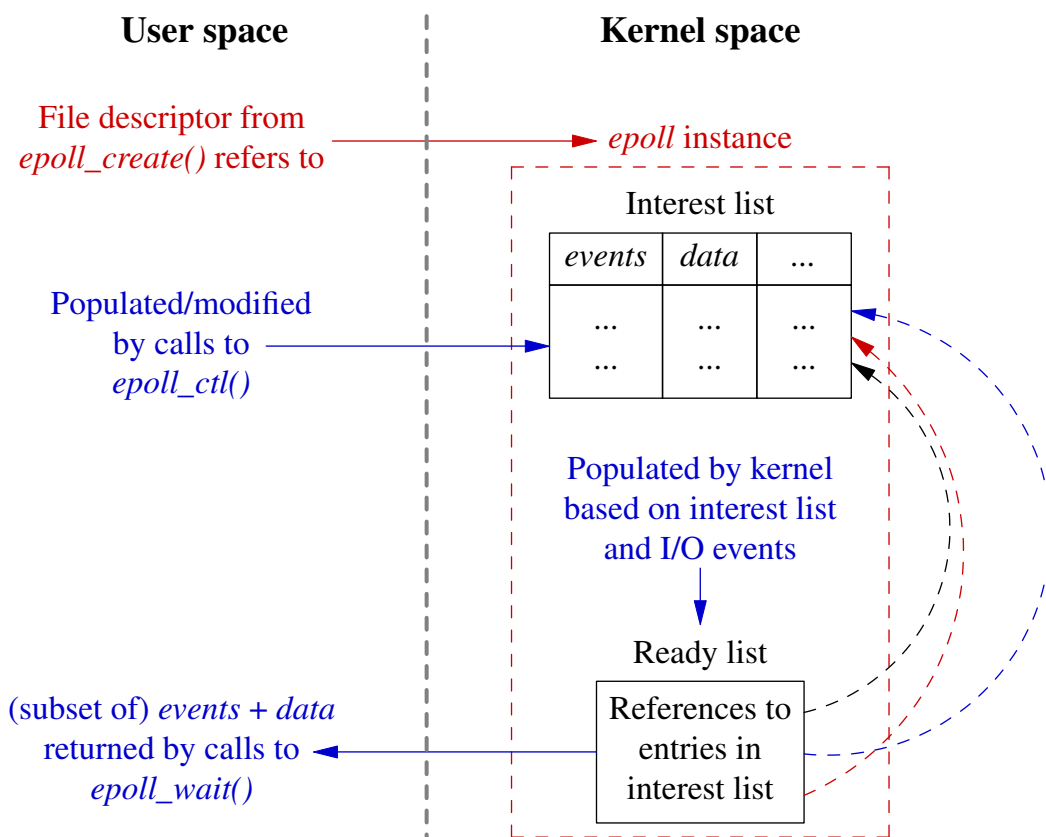 User space
Kernel space
File descriptor from
epoll_create() refers to
epoll instance
Interest list
events data ...
... ... ...
... ... ...
Populated/modified
by calls to
epoll_ctl()
Populated by kernel
based on interest list
and I/O events
Ready list
References to
entries in
interest list
(subset of) events + data
returned by calls to
epoll_wait()